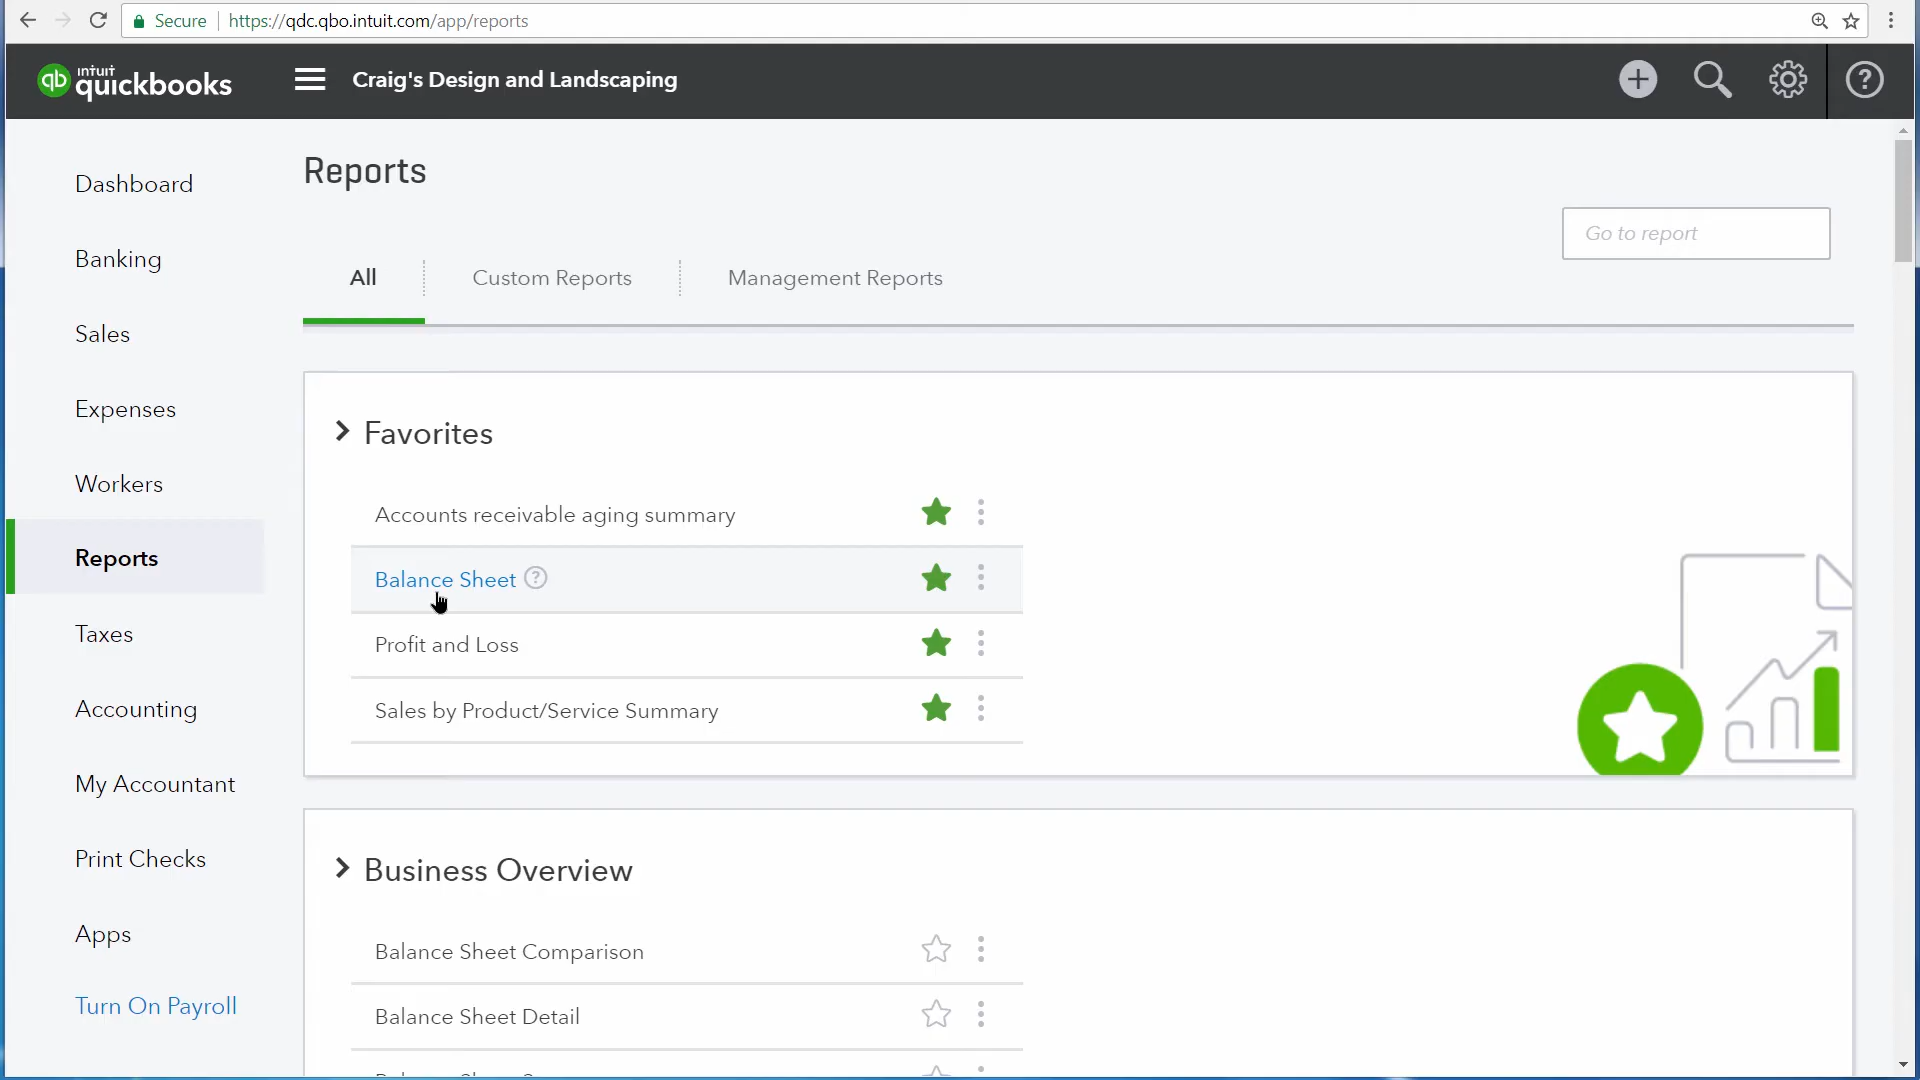 Secure | https://qdc.qbo.intuit.com/app/reports
qb intuit quickbooks
Craig's Design and Landscaping
?
Dashboard
Banking
Sales
Expenses
Workers
Reports
Taxes
Accounting
My Accountant
Print Checks
Apps
Turn On Payroll
Reports
Go to report
All
Custom Reports
Management Reports
Favorites
Accounts receivable aging summary
Balance Sheet ?
Profit and Loss
Sales by Product/Service Summary
Business Overview
Balance Sheet Comparison
Balance Sheet Detail